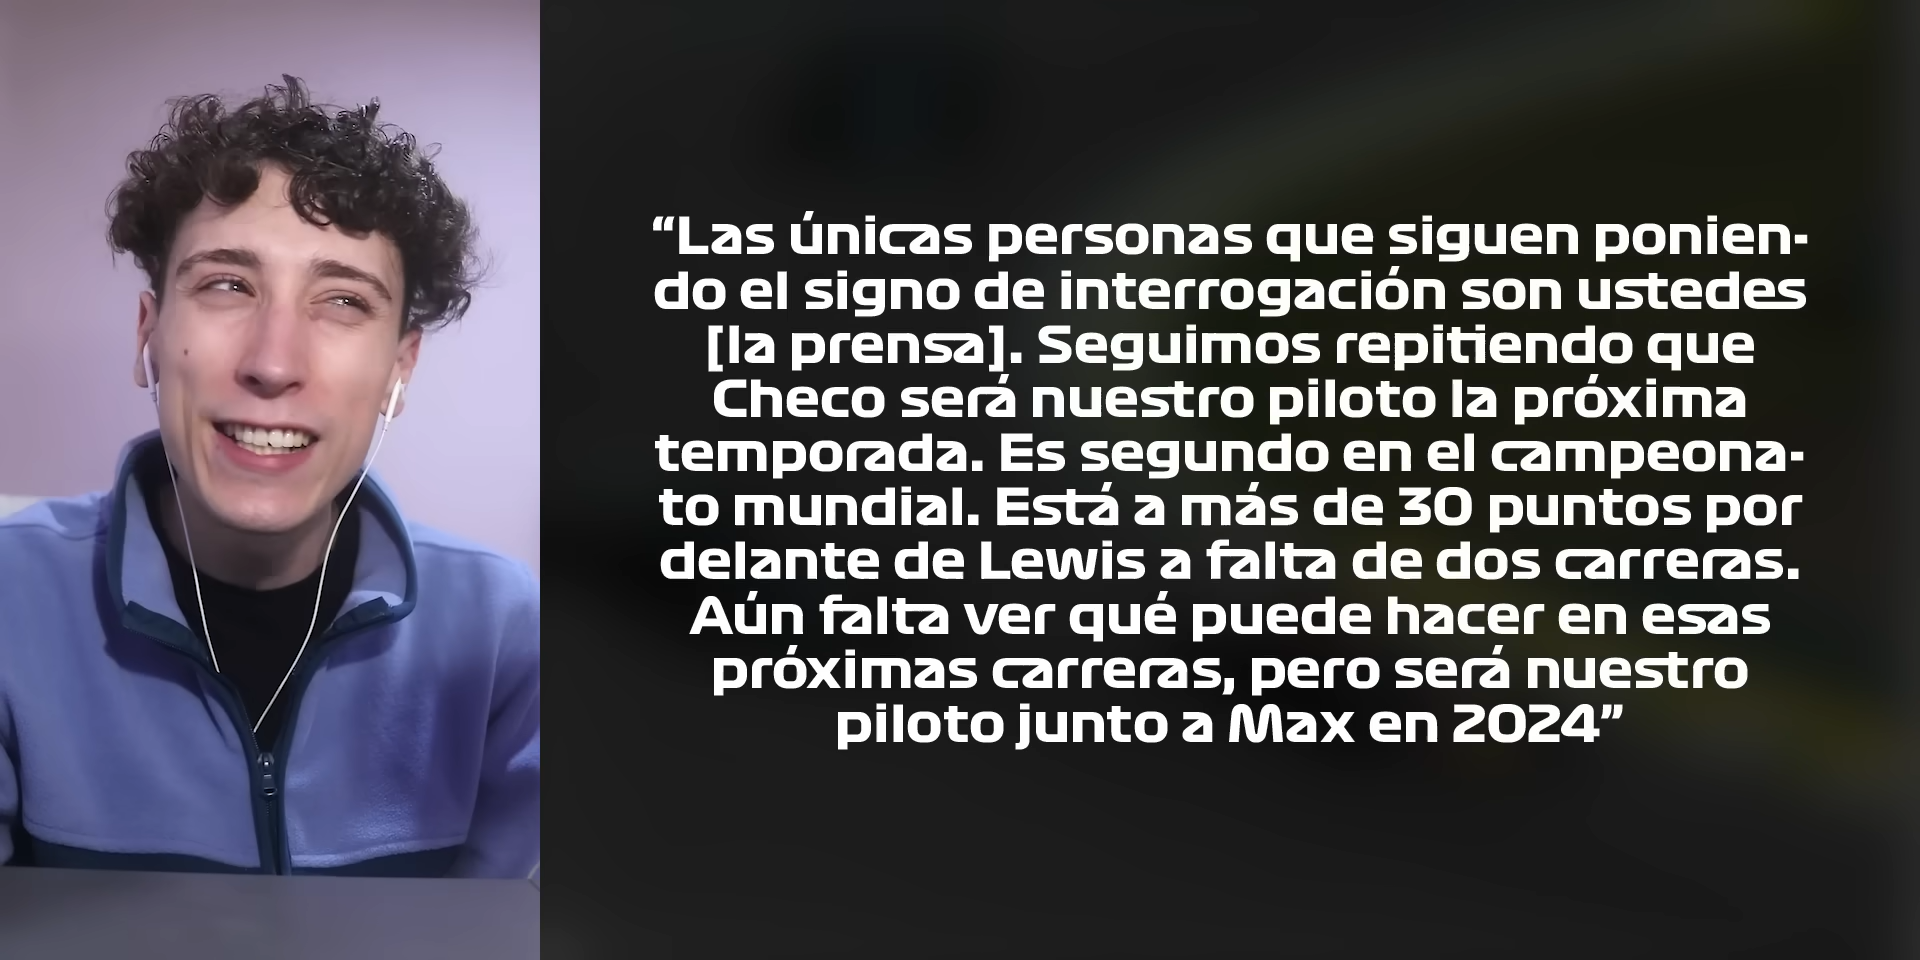 “Las únicas personas que siguen ponien-
do el signo de interrogación son ustedes
[la prensa]. Seguimos repitiendo que
Checo será nuestro piloto la próxima
temporada. Es segundo en el campeona-
to mundial. Está a más de 30 puntos por
delante de Lewis a falta de dos carreras.
Aún falta ver qué puede hacer en esas
próximas carreras, pero será nuestro
piloto junto a Max en 2024”